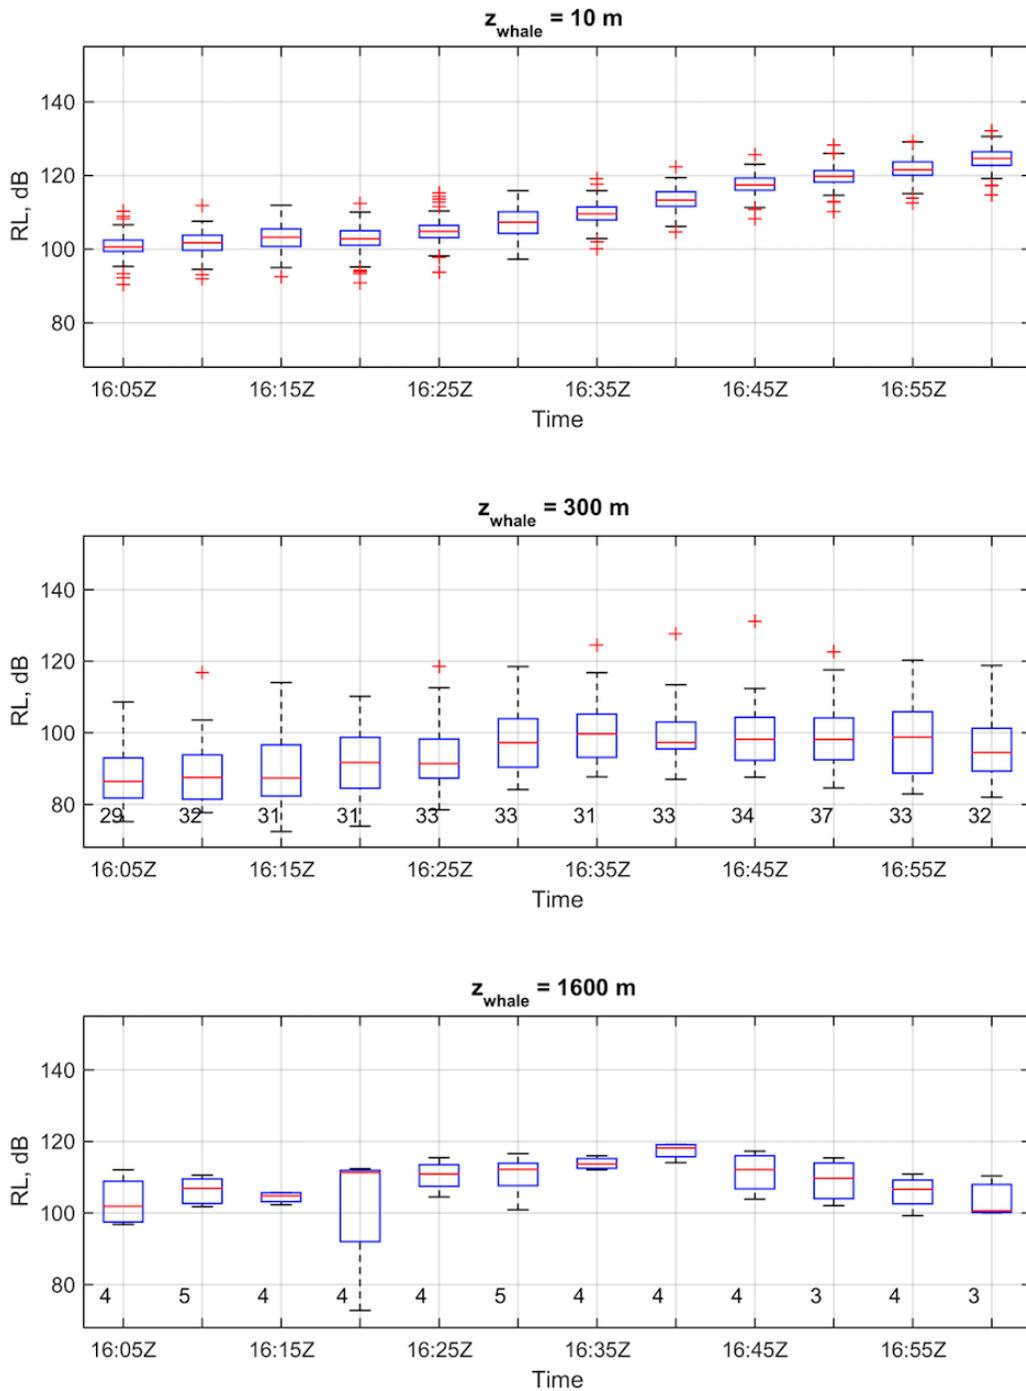 z_whale = 10 m
RL, dB
140
120
100
80
16:05Z 16:15Z 16:25Z 16:35Z 16:45Z 16:55Z
Time
z_whale = 300 m
RL, dB
140
120
100
80
29 32 31 31 33 33 31 33 34 37 33 32
16:05Z 16:15Z 16:25Z 16:35Z 16:45Z 16:55Z
Time
z_whale = 1600 m
RL, dB
140
120
100
80
4 5 4 4 4 5 4 4 4 3 4 3
16:05Z 16:15Z 16:25Z 16:35Z 16:45Z 16:55Z
Time